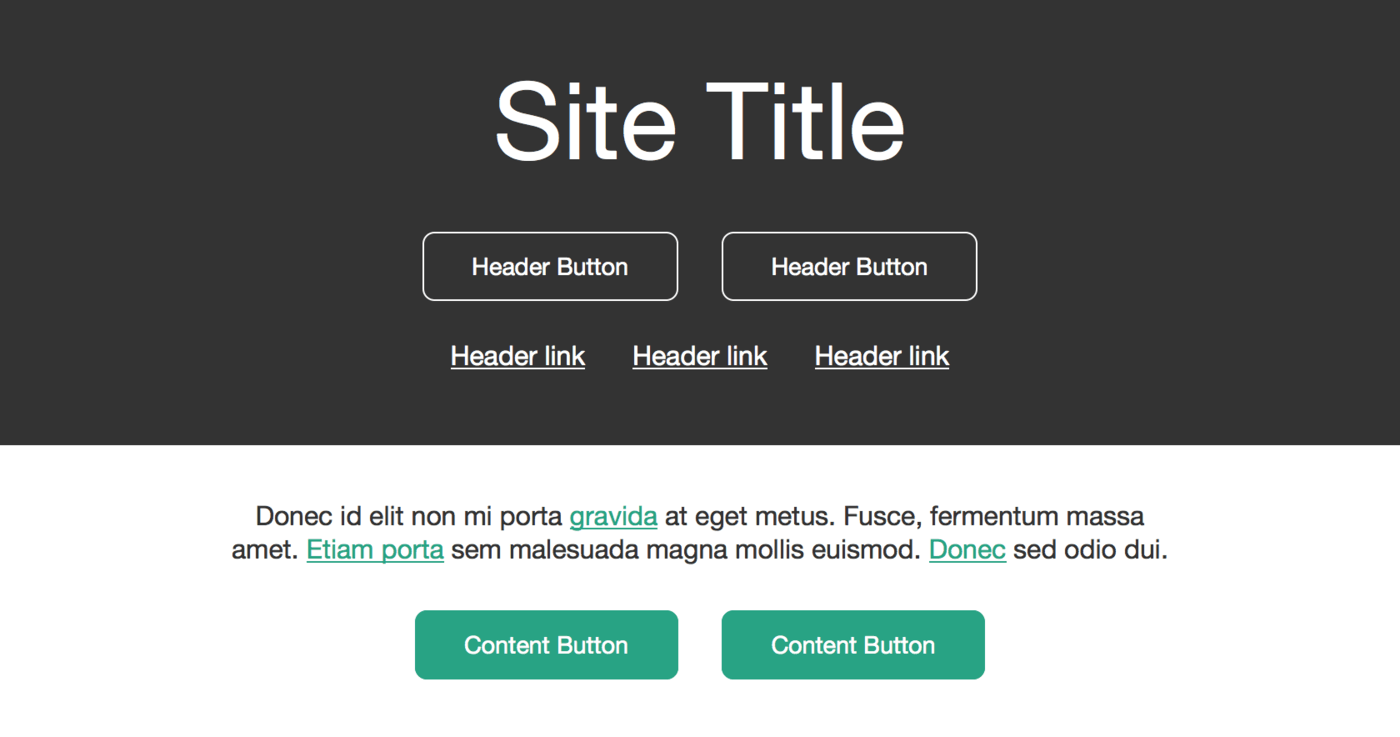 Site Title
Header Button Header Button
Header link Header link Header link
Donec id elit non mi porta gravida at eget metus. Fusce, fermentum massa
amet. Etiam porta sem malesuada magna mollis euismod. Donec sed odio dui.
Content Button Content Button